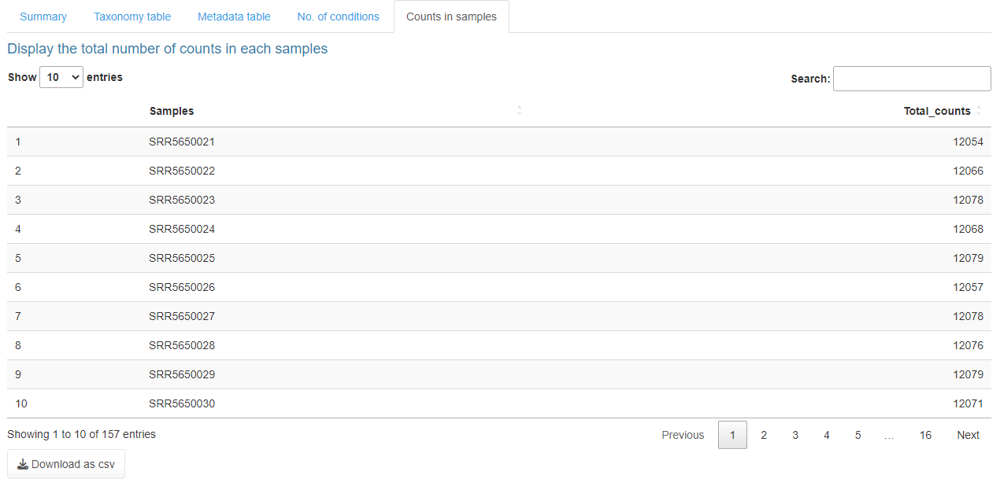 Summary Taxonomy table Metadata table No. of conditions Counts in samples
Display the total number of counts in each samples
Show 10 entries Search:
Samples Total_counts
1 SRR5650021 12054
2 SRR5650022 12066
3 SRR5650023 12078
4 SRR5650024 12068
5 SRR5650025 12079
6 SRR5650026 12057
7 SRR5650027 12078
8 SRR5650028 12076
9 SRR5650029 12079
10 SRR5650030 12071
Showing 1 to 10 of 157 entries Previous 1 2 3 4 5 … 16 Next
Download as csv